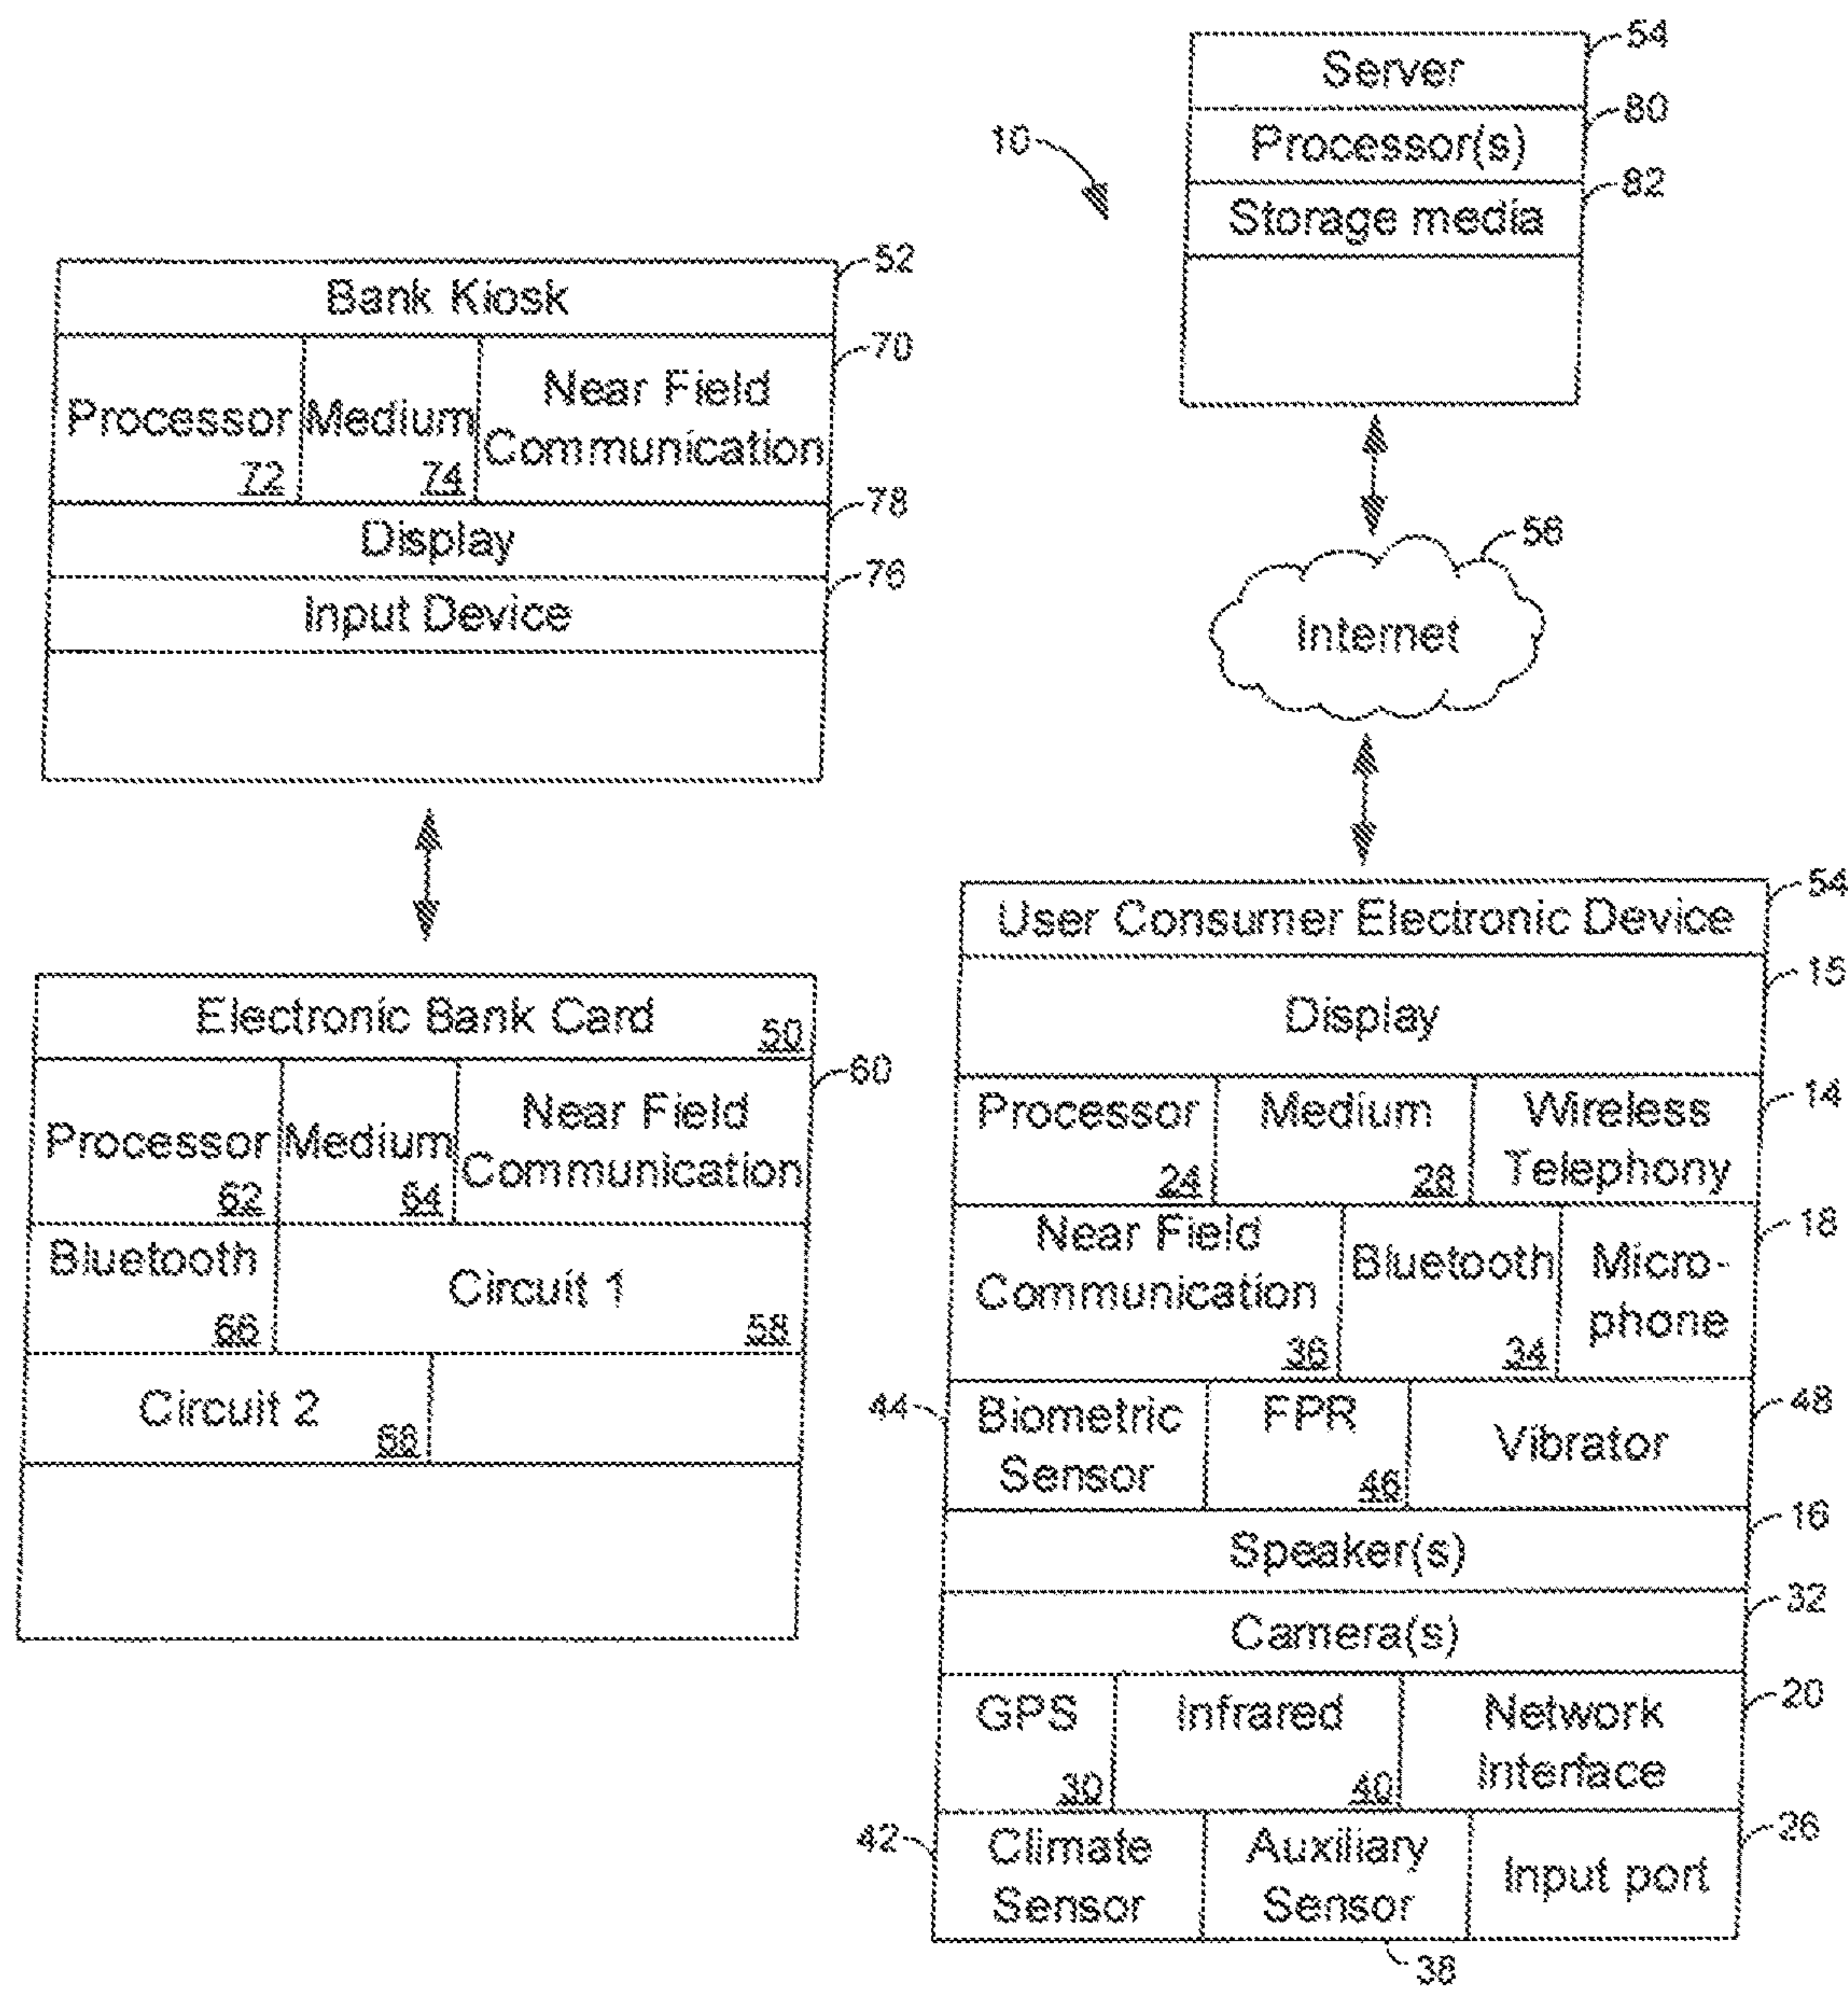 Server
54
Processor(s)
80
Storage media
82
10
Bank Kiosk
52
Processor
72
Medium
74
Near Field
Communication
70
Display
78
Input Device
76
Internet
56
Electronic Bank Card
50
Processor
62
Medium
64
Near Field
Communication
60
Bluetooth
66
Circuit 1
58
Circuit 2
User Consumer Electronic Device
54
Display
15
Processor
24
Medium
28
Wireless
Telephony
14
Near Field
Communication
36
Bluetooth
34
Micro-
phone
18
44
Biometric
Sensor
FPR
46
Vibrator
48
Speaker(s)
16
Camera(s)
32
GPS
30
Infrared
40
Network
Interface
20
42
Climate
Sensor
Auxiliary
Sensor
38
Input port
26